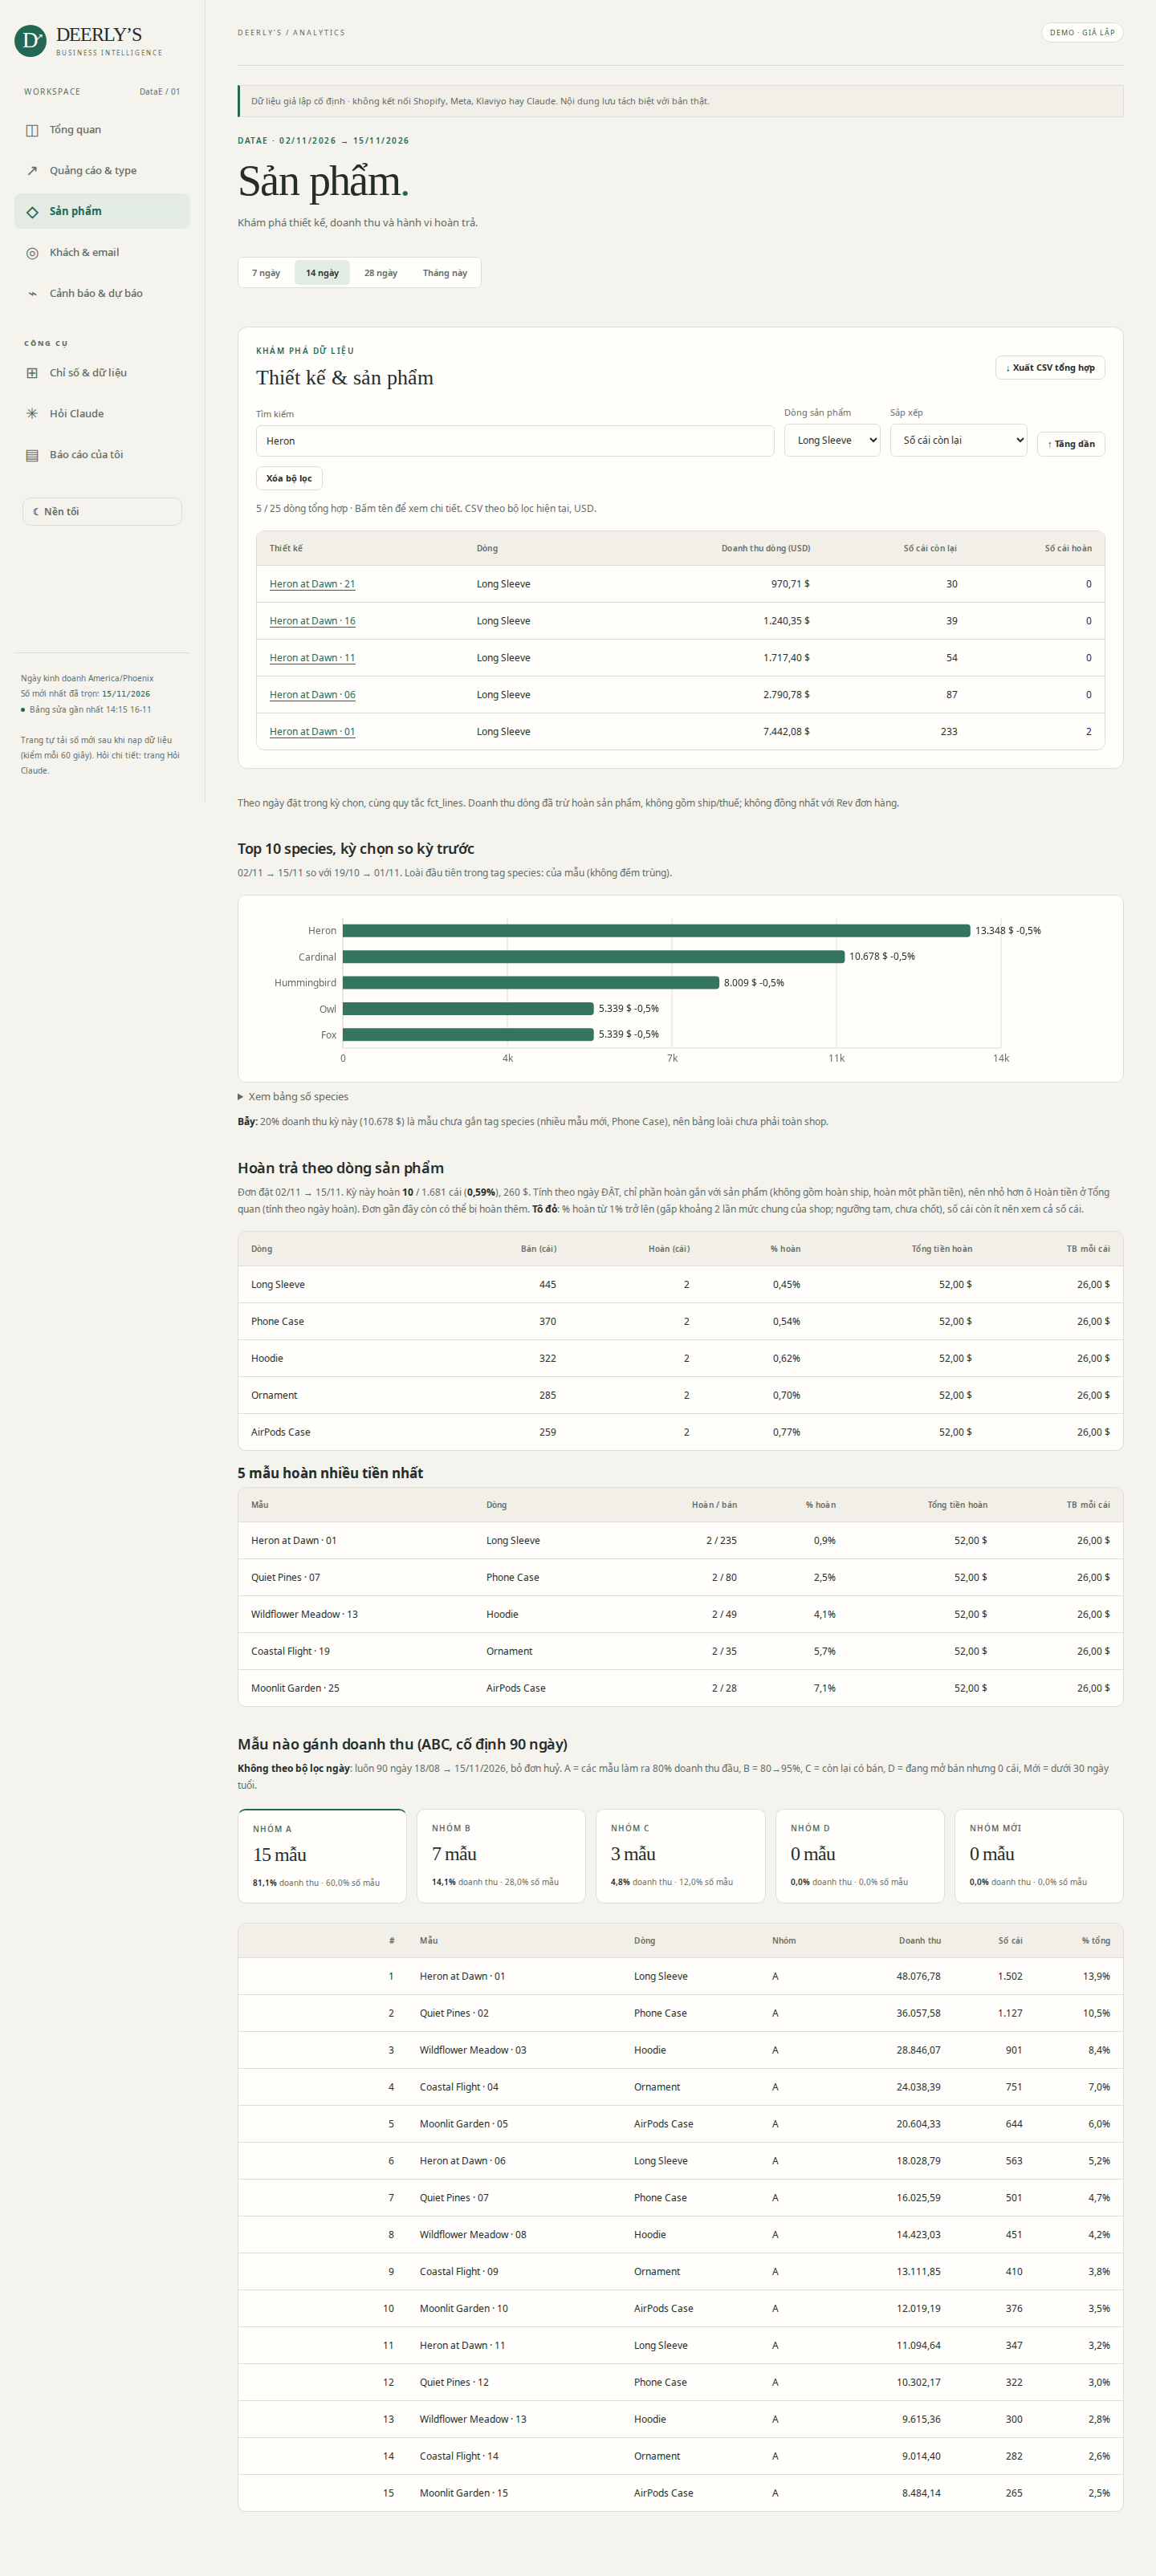 D
DEERLY'S
BUSINESS INTELLIGENCE
WORKSPACE DataE / 01
Tổng quan
Quảng cáo & type
Sản phẩm
Khách & email
Cảnh báo & dự báo
CÔNG CỤ
Chỉ số & dữ liệu
Hỏi Claude
Báo cáo của tôi
☾ Nền tối
Ngày kinh doanh America/Phoenix
Số mới nhất đã trọn: 15/11/2026
Bảng sửa gần nhất 14:15 16-11
Trang tự tải số mới sau khi nạp dữ liệu
(kiểm mỗi 60 giây). Hỏi chi tiết: trang Hỏi
Claude.
DEERLY'S / ANALYTICS
DEMO · GIẢ LẬP
Dữ liệu giả lập cố định · không kết nối Shopify, Meta, Klaviyo hay Claude. Nội dung lưu tách biệt với bản thật.
DATAE · 02/11/2026 → 15/11/2026
Sản phẩm.
Khám phá thiết kế, doanh thu và hành vi hoàn trả.
7 ngày 14 ngày 28 ngày Tháng này
KHÁM PHÁ DỮ LIỆU
Thiết kế & sản phẩm
↓ Xuất CSV tổng hợp
Tìm kiếm Dòng sản phẩm Sắp xếp
Heron Long Sleeve Số cái còn lại ↑ Tăng dần
Xóa bộ lọc
5 / 25 dòng tổng hợp · Bấm tên để xem chi tiết. CSV theo bộ lọc hiện tại, USD.
Thiết kế Dòng Doanh thu dòng (USD) Số cái còn lại Số cái hoàn
Heron at Dawn · 21 Long Sleeve 970,71 $ 30 0
Heron at Dawn · 16 Long Sleeve 1.240,35 $ 39 0
Heron at Dawn · 11 Long Sleeve 1.717,40 $ 54 0
Heron at Dawn · 06 Long Sleeve 2.790,78 $ 87 0
Heron at Dawn · 01 Long Sleeve 7.442,08 $ 233 2
Theo ngày đặt trong kỳ chọn, cùng quy tắc fct_lines. Doanh thu dòng đã trừ hoàn sản phẩm, không gồm ship/thuế; không đồng nhất với Rev đơn hàng.
Top 10 species, kỳ chọn so kỳ trước
02/11 → 15/11 so với 19/10 → 01/11. Loài đầu tiên trong tag species: của mẫu (không đếm trùng).
Heron 13.348 $ -0,5%
Cardinal 10.678 $ -0,5%
Hummingbird 8.009 $ -0,5%
Owl 5.339 $ -0,5%
Fox 5.339 $ -0,5%
0 4k 7k 11k 14k
▶ Xem bảng số species
Bẫy: 20% doanh thu kỳ này (10.678 $) là mẫu chưa gắn tag species (nhiều mẫu mới, Phone Case), nên bảng loài chưa phải toàn shop.
Hoàn trả theo dòng sản phẩm
Đơn đặt 02/11 → 15/11. Kỳ này hoàn 10 / 1.681 cái (0,59%), 260 $. Tính theo ngày ĐẶT, chỉ phần hoàn gắn với sản phẩm (không gồm hoàn ship, hoàn một phần tiền), nên nhỏ hơn ô Hoàn tiền ở Tổng
quan (tính theo ngày hoàn). Đơn gần đây còn có thể bị hoàn thêm. Tô đỏ: % hoàn từ 1% trở lên (gấp khoảng 2 lần mức chung của shop; ngưỡng tạm, chưa chốt), số cái còn ít nên xem cả số cái.
Dòng Bán (cái) Hoàn (cái) % hoàn Tổng tiền hoàn TB mỗi cái
Long Sleeve 445 2 0,45% 52,00 $ 26,00 $
Phone Case 370 2 0,54% 52,00 $ 26,00 $
Hoodie 322 2 0,62% 52,00 $ 26,00 $
Ornament 285 2 0,70% 52,00 $ 26,00 $
AirPods Case 259 2 0,77% 52,00 $ 26,00 $
5 mẫu hoàn nhiều tiền nhất
Mẫu Dòng Hoàn / bán % hoàn Tổng tiền hoàn TB mỗi cái
Heron at Dawn · 01 Long Sleeve 2 / 235 0,9% 52,00 $ 26,00 $
Quiet Pines · 07 Phone Case 2 / 80 2,5% 52,00 $ 26,00 $
Wildflower Meadow · 13 Hoodie 2 / 49 4,1% 52,00 $ 26,00 $
Coastal Flight · 19 Ornament 2 / 35 5,7% 52,00 $ 26,00 $
Moonlit Garden · 25 AirPods Case 2 / 28 7,1% 52,00 $ 26,00 $
Mẫu nào gánh doanh thu (ABC, cố định 90 ngày)
Không theo bộ lọc ngày: luôn 90 ngày 18/08 → 15/11/2026, bỏ đơn huỷ. A = các mẫu làm ra 80% doanh thu đầu, B = 80→95%, C = còn lại có bán, D = đang mở bán nhưng 0 cái, Mới = dưới 30 ngày
tuổi.
NHÓM A NHÓM B NHÓM C NHÓM D NHÓM MỚI
15 mẫu 7 mẫu 3 mẫu 0 mẫu 0 mẫu
81,1% doanh thu · 60,0% số mẫu 14,1% doanh thu · 28,0% số mẫu 4,8% doanh thu · 12,0% số mẫu 0,0% doanh thu · 0,0% số mẫu 0,0% doanh thu · 0,0% số mẫu
# Mẫu Dòng Nhóm Doanh thu Số cái % tổng
1 Heron at Dawn · 01 Long Sleeve A 48.076,78 1.502 13,9%
2 Quiet Pines · 02 Phone Case A 36.057,58 1.127 10,5%
3 Wildflower Meadow · 03 Hoodie A 28.846,07 901 8,4%
4 Coastal Flight · 04 Ornament A 24.038,39 751 7,0%
5 Moonlit Garden · 05 AirPods Case A 20.604,33 644 6,0%
6 Heron at Dawn · 06 Long Sleeve A 18.028,79 563 5,2%
7 Quiet Pines · 07 Phone Case A 16.025,59 501 4,7%
8 Wildflower Meadow · 08 Hoodie A 14.423,03 451 4,2%
9 Coastal Flight · 09 Ornament A 13.111,85 410 3,8%
10 Moonlit Garden · 10 AirPods Case A 12.019,19 376 3,5%
11 Heron at Dawn · 11 Long Sleeve A 11.094,64 347 3,2%
12 Quiet Pines · 12 Phone Case A 10.302,17 322 3,0%
13 Wildflower Meadow · 13 Hoodie A 9.615,36 300 2,8%
14 Coastal Flight · 14 Ornament A 9.014,40 282 2,6%
15 Moonlit Garden · 15 AirPods Case A 8.484,14 265 2,5%